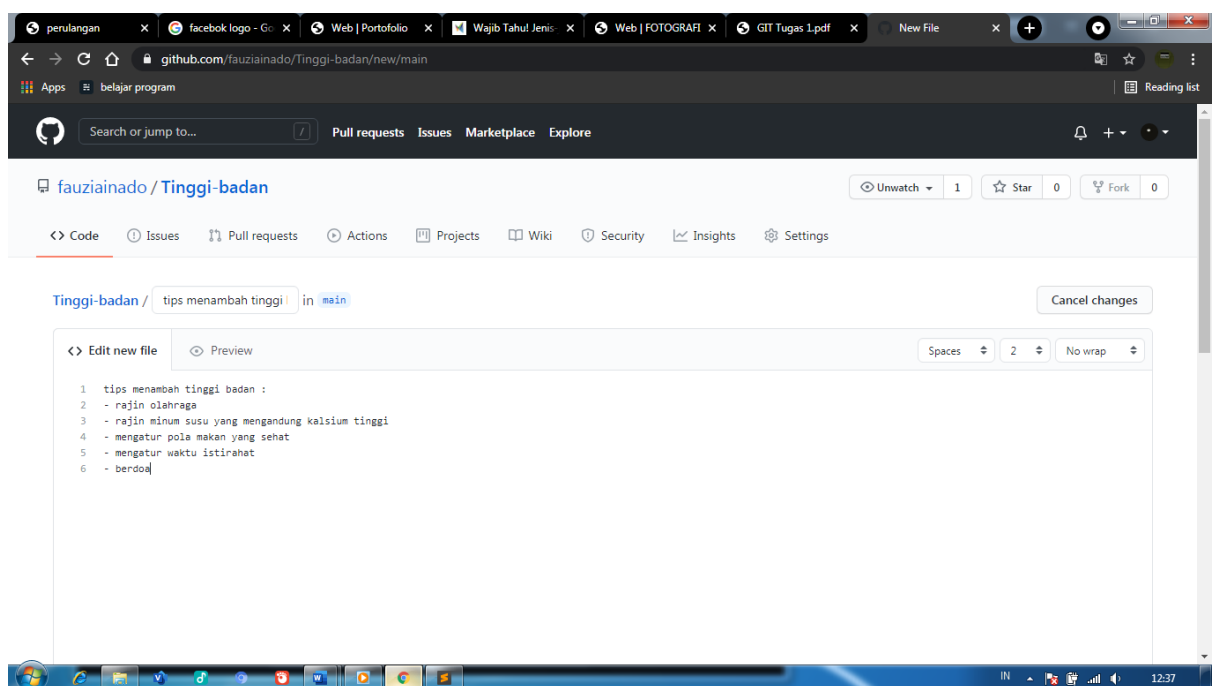 perulangan
facebok logo - Go
Web | Portofolio
Wajib Tahu! Jenis-
Web | FOTOGRAFI
GIT Tugas 1.pdf
New File
github.com/fauziainado/Tinggi-badan/new/main
Apps
belajar program
Reading list
Search or jump to...
/
Pull requests Issues Marketplace Explore
fauziainado / Tinggi-badan
Unwatch 1
Star 0
Fork 0
Code
Issues
Pull requests
Actions
Projects
Wiki
Security
Insights
Settings
Tinggi-badan / tips menambah tinggi in main
Cancel changes
<> Edit new file
Preview
Spaces
2
No wrap
1 tips menambah tinggi badan :
2 - rajin olahraga
3 - rajin minum susu yang mengandung kalsium tinggi
4 - mengatur pola makan yang sehat
5 - mengatur waktu istirahat
6 - berdoa
IN
12:37